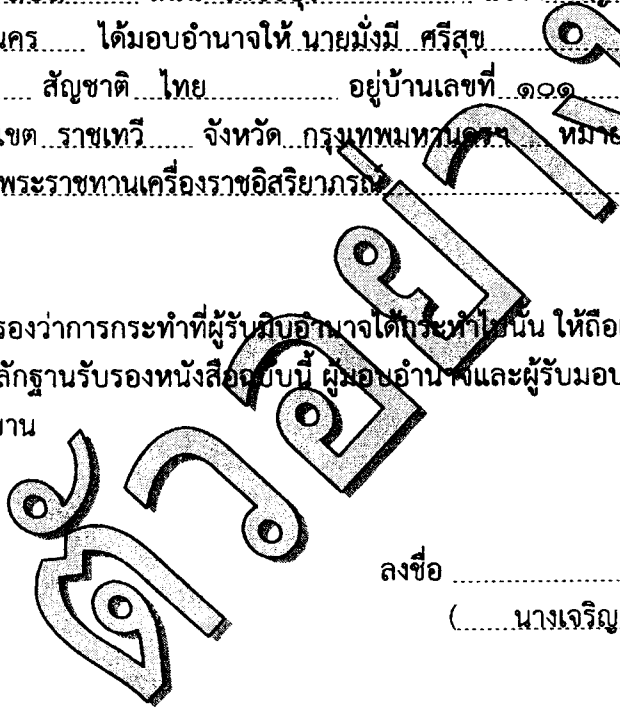 นคร ได้มอบอำนาจให้ นายมั่งมี ศรีสุข
สัญชาติ ไทย อยู่บ้านเลขที่ ๑๐๑
เขต ราชเทวี จังหวัด กรุงเทพมหานครฯ หมาย
พระราชทานเครื่องราชอิสริยาภรณ์
รองว่าการกระทำที่ผู้รับมอบอำนาจได้กระทำไปนั้น ให้ถือ
ลักฐานรับรองหนังสือฉบับนี้ ผู้มอบอำนาจและผู้รับมอบ
ยาน
ลงชื่อ
( นางเจริญ
ตัวอย่าง